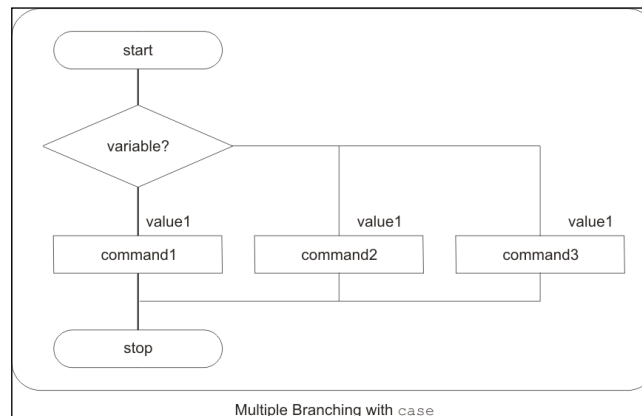 start
variable?
value1
value1
value1
command1
command2
command3
stop
Multiple Branching with case